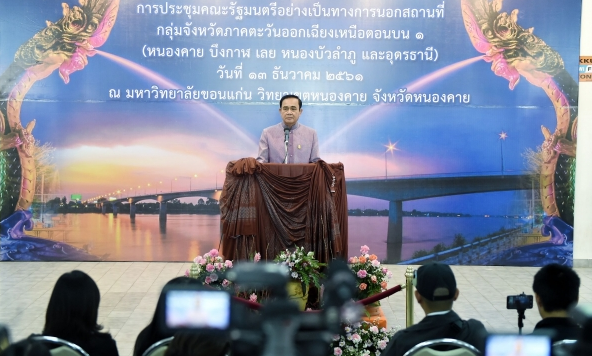 การประชุมคณะรัฐมนตรีอย่างเป็นทางการนอกสถานที่
กลุ่มจังหวัดภาคตะวันออกเฉียงเหนือตอนบน ๑
(หนองคาย บึงกาฬ เลย หนองบัวลำภู และอุดรธานี)
วันที่ ๑๓ ธันวาคม ๒๕๖๑
ณ มหาวิทยาลัยขอนแก่น วิทยาเขตหนองคาย จังหวัดหนองคาย